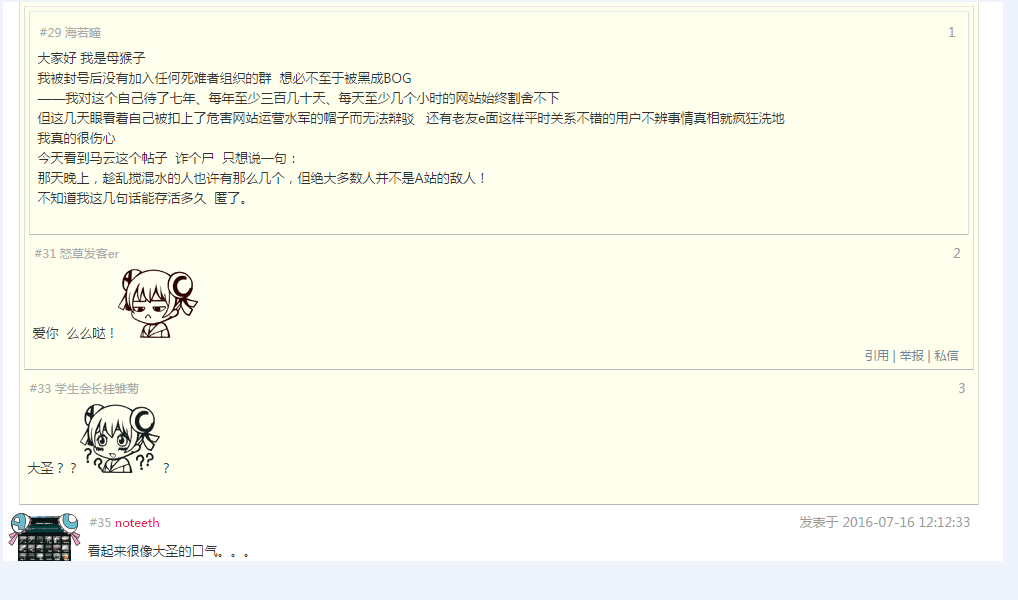 #29 海若瞳 1
大家好 我是母猴子
我被封号后没有加入任何死难者组织的群 想必不至于被黑成BOG
——我对这个自己待了七年、每年至少三百几十天、每天至少几个小时的网站始终割舍不下
但这几天眼看着自己被扣上了危害网站运营水军的帽子而无法辩驳 还有老友e面这样平时关系不错的用户不辨事情真相就疯狂洗地
我真的很伤心
今天看到马云这个帖子 诈个尸 只想说一句：
那天晚上，趁乱搅混水的人也许有那么几个，但绝大多数人并不是A站的敌人！
不知道我这几句话能存活多久 匿了。
#31 怒草发客er 2
爱你 么么哒！
引用 | 举报 | 私信
#33 学生会长桂雏菊 3
大圣？？ ？
#35 noteeth 发表于 2016-07-16 12:12:33
看起来很像大圣的口气。。。